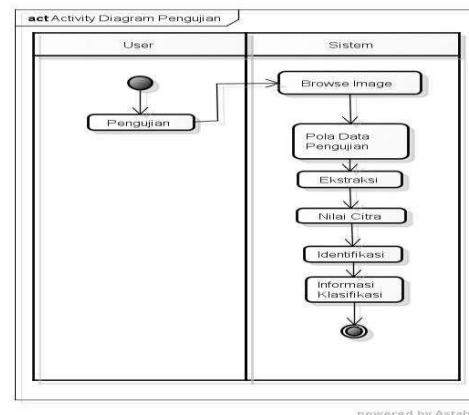 act Activity Diagram Pengujian
User
Sistem
Browse Image
Pengujian
Pola Data
Pengujian
Ekstraksi
Nilai Citra
Identifikasi
Informasi
Klasifikasi
powered by Astah